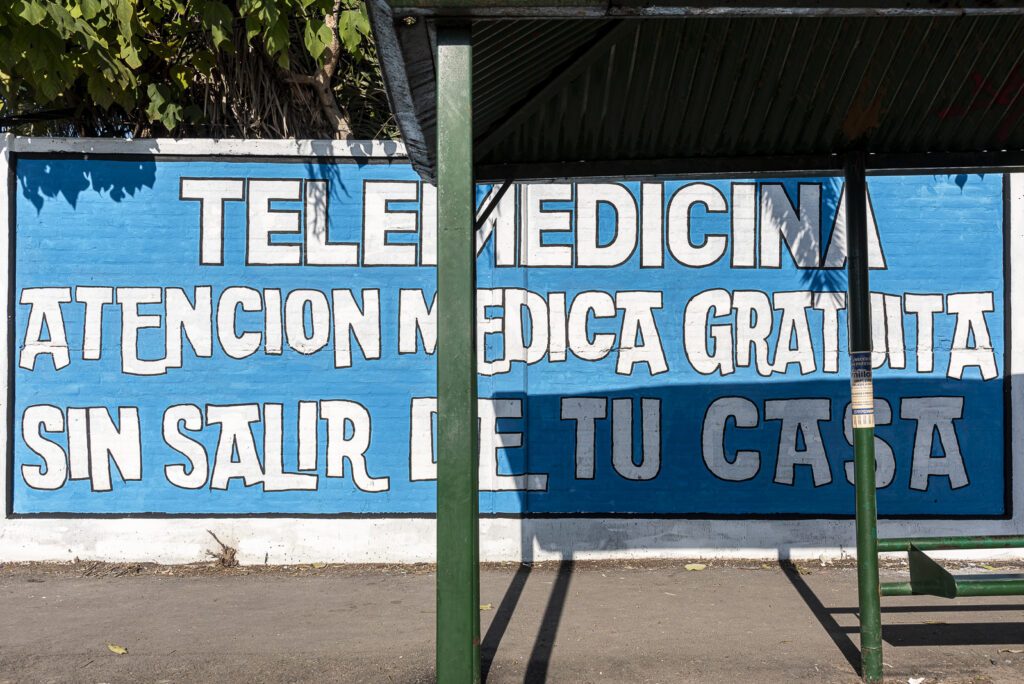 TELEMEDICINA
ATENCION MEDICA GRATUITA
SIN SALIR DE TU CASA